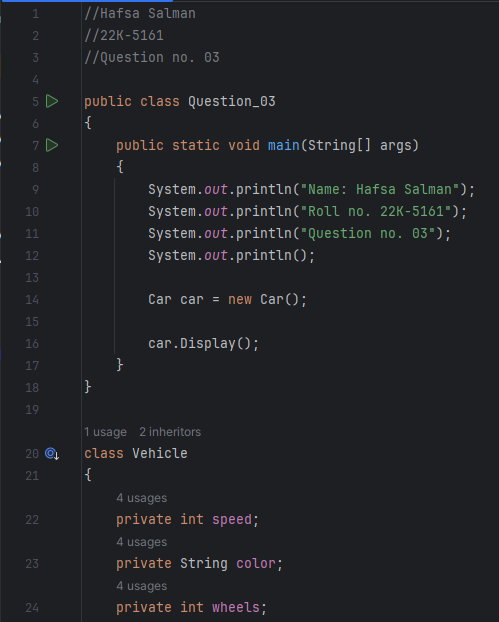 1 //Hafsa Salman
2 //22K-5161
3 //Question no. 03
4
5 public class Question_03
6 {
7 public static void main(String[] args)
8 {
9 System.out.println("Name: Hafsa Salman");
10 System.out.println("Roll no. 22K-5161");
11 System.out.println("Question no. 03");
12 System.out.println();
13
14 Car car = new Car();
15
16 car.Display();
17 }
18 }
19
1 usage 2 inheritors
20 class Vehicle
21 {
4 usages
22 private int speed;
4 usages
23 private String color;
4 usages
24 private int wheels;